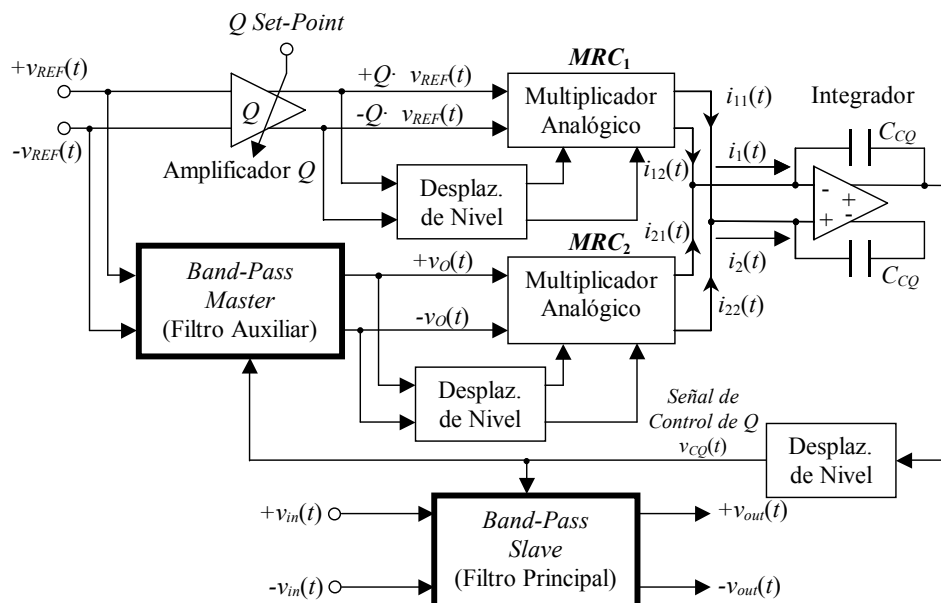 Q Set-Point
+vREF(t)
-vREF(t)
Q
Amplificador Q
+Q· vREF(t)
-Q· vREF(t)
MRC1
Multiplicador
Analógico
Desplaz.
de Nivel
i11(t)
i12(t)
i1(t)
i21(t)
i2(t)
i22(t)
Integrador
CCQ
- +
+ -
CCQ
Band-Pass
Master
(Filtro Auxiliar)
+vO(t)
-vO(t)
MRC2
Multiplicador
Analógico
Desplaz.
de Nivel
Señal de
Control de Q
vCQ(t)
Desplaz.
de Nivel
+vin(t)
-vin(t)
Band-Pass
Slave
(Filtro Principal)
+vout(t)
-vout(t)